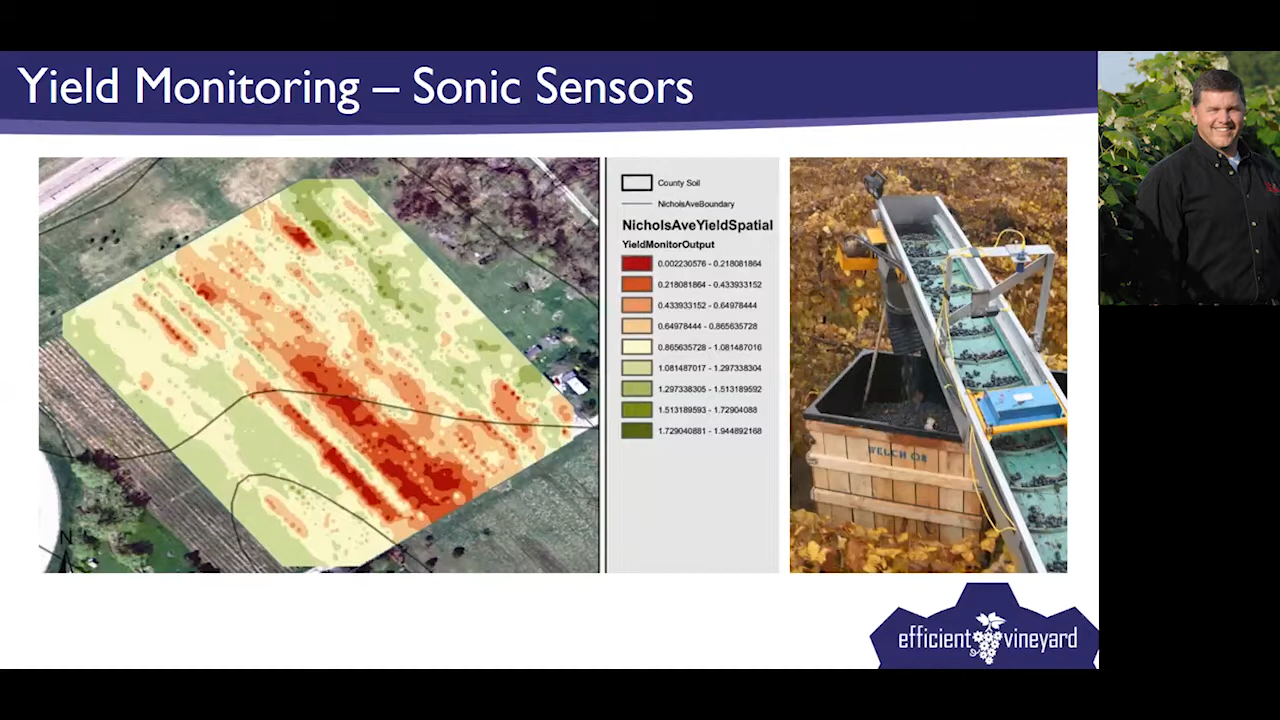 Yield Monitoring – Sonic Sensors
County Soil
NicholsAveBoundary
NicholsAveYieldSpatial
YieldMonitorOutput
0.002230576 - 0.218081864
0.218081864 - 0.433933152
0.433933152 - 0.64978444
0.64978444 - 0.865635728
0.865635728 - 1.081487016
1.081487017 - 1.297338304
1.297338305 - 1.513189592
1.513189593 - 1.72904088
1.729040881 - 1.944892168
N
WELCH 08
efficient vineyard